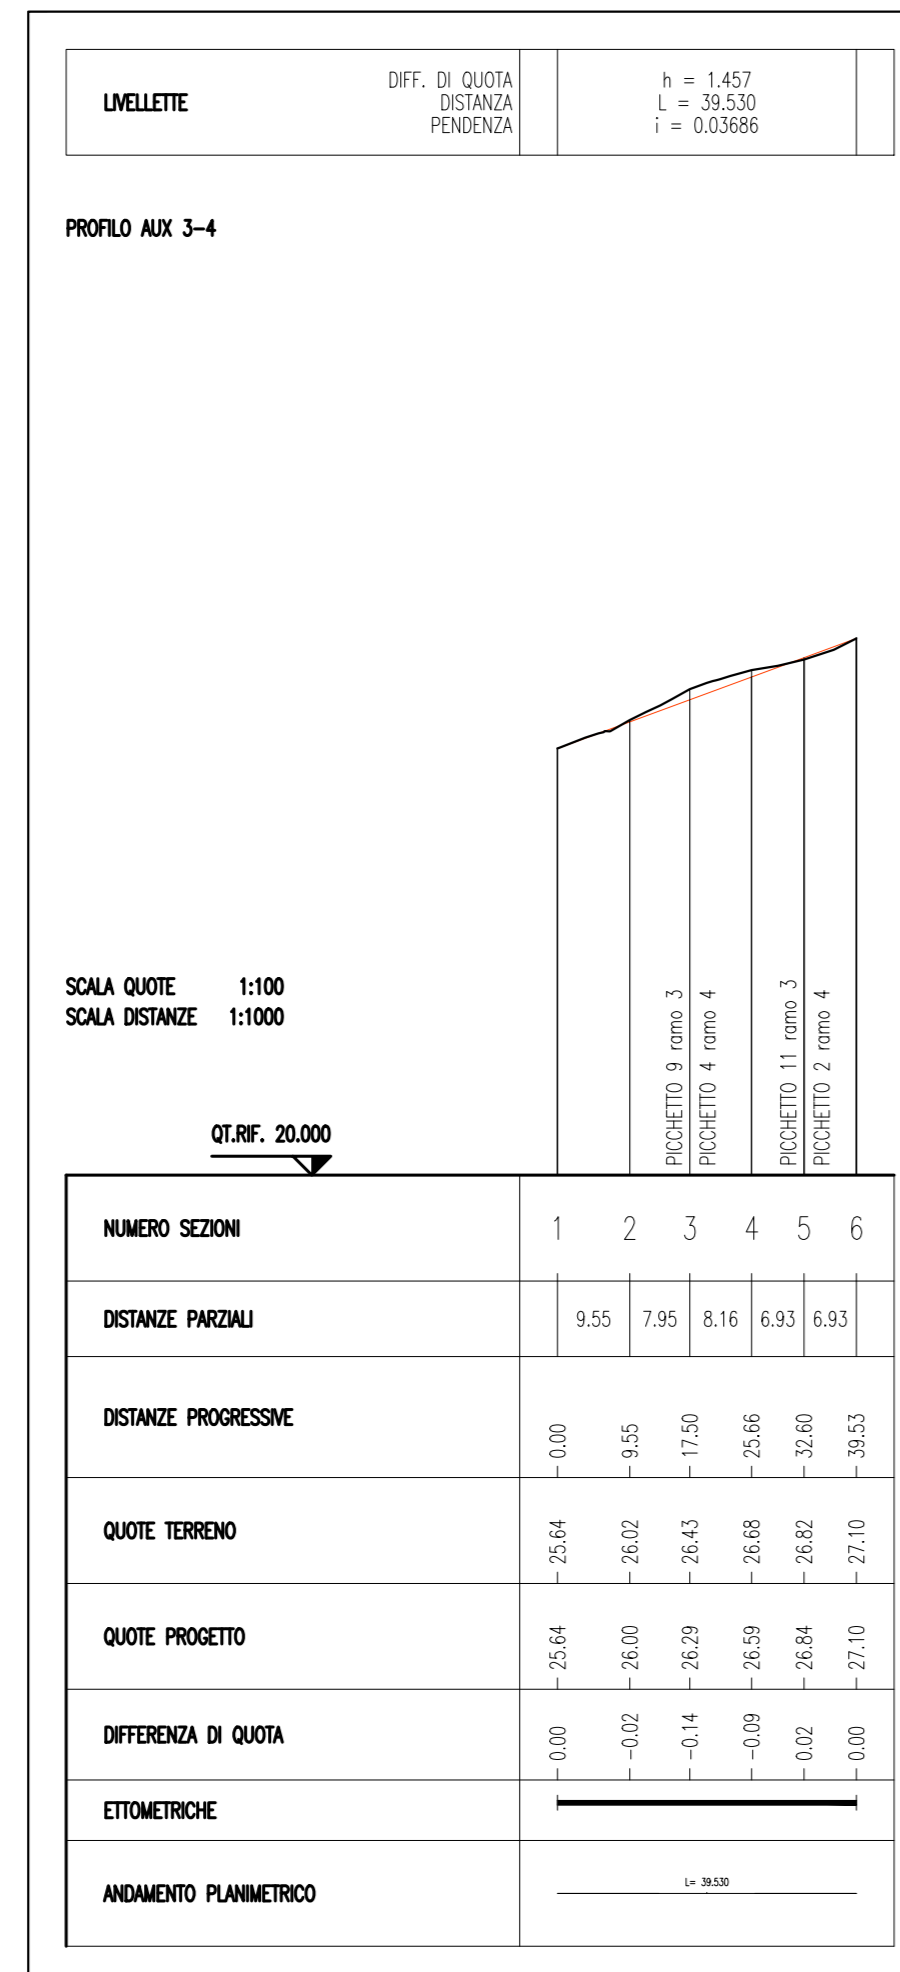 LIVELLETTE
DIFF. DI QUOTA
DISTANZA
PENDENZA
h = 1.457
L = 39.530
i = 0.03686
PROFILO AUX 3-4
SCALA QUOTE 1:100
SCALA DISTANZE 1:1000
QT.RIF. 20.000
PICCHETTO 9 ramo 3
PICCHETTO 4 ramo 4
PICCHETTO 11 ramo 3
PICCHETTO 2 ramo 4
NUMERO SEZIONI 1 2 3 4 5 6
DISTANZE PARZIALI 9.55 7.95 8.16 6.93 6.93
DISTANZE PROGRESSIVE 0.00 9.55 17.50 25.66 32.60 39.53
QUOTE TERRENO 25.64 26.02 26.43 26.68 26.82 27.10
QUOTE PROGETTO 25.64 26.00 26.29 26.59 26.84 27.10
DIFFERENZA DI QUOTA 0.00 -0.02 -0.14 -0.09 0.02 0.00
ETTOMETRICHE
ANDAMENTO PLANIMETRICO L= 39.530